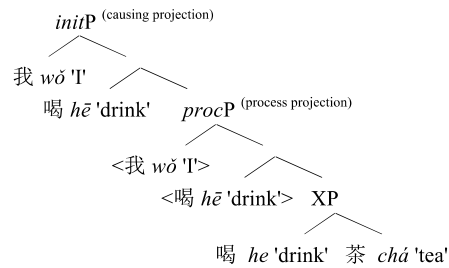 initP (causing projection)
我 wǒ 'I'
喝 hē 'drink' procP (process projection)
<我 wǒ 'I'>
<喝 hē 'drink'> XP
喝 he 'drink' 茶 chá 'tea'